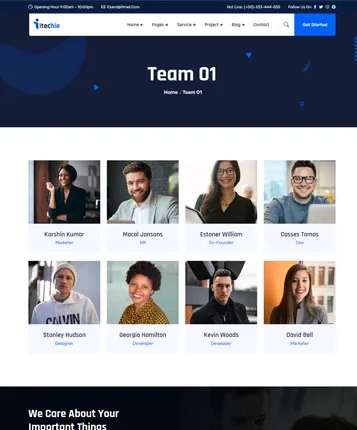 Opening Hour 9:00am - 10:00pm
Exam@Gmail.Com
Hot Line: (+00)-333-444-555
Follow Us On:
itechie
Home
Pages
Service
Project
Blog
Contact
Get Started
Team 01
Home / Team 01
Karshin Kumar
Macal Jonsons
Estaner William
Casses Tomas
Marketer
HR
Co-Founder
CALVIN
Stanley Hudson
Georgia Hamilton
Kevin Woods
David Bell
Designer
Developer
Developer
Marketer
We Care About Your
Important Things